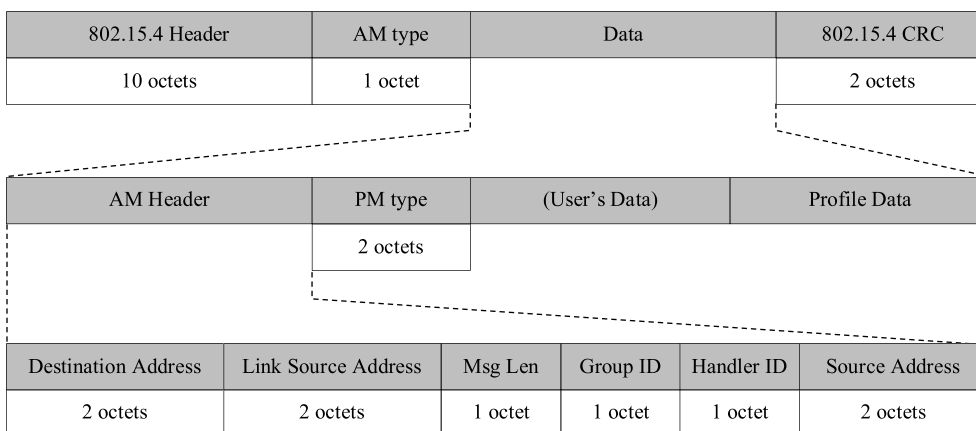 802.15.4 Header AM type Data 802.15.4 CRC
10 octets 1 octet 2 octets
AM Header PM type (User's Data) Profile Data
2 octets
Destination Address Link Source Address Msg Len Group ID Handler ID Source Address
2 octets 2 octets 1 octet 1 octet 1 octet 2 octets